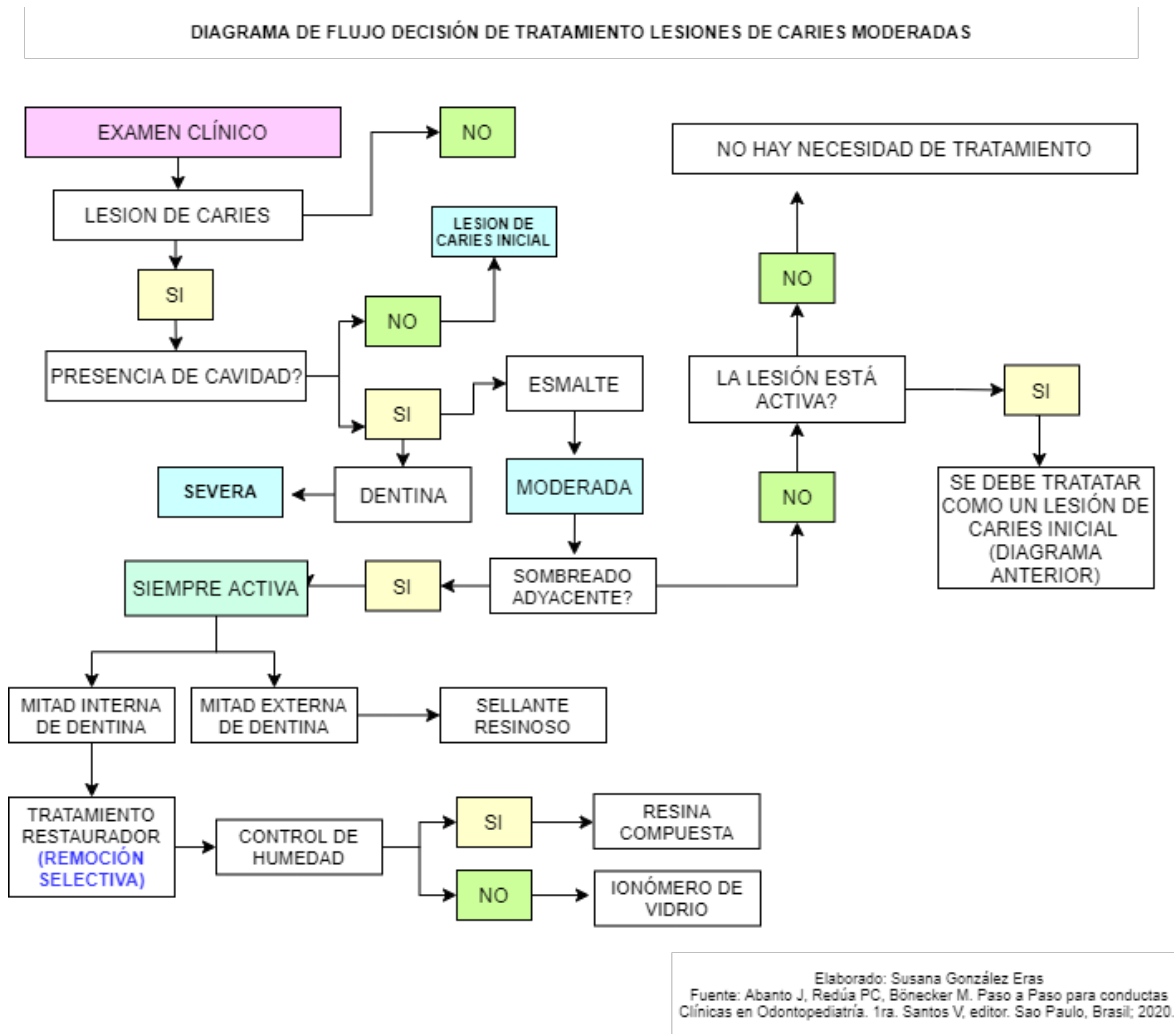 DIAGRAMA DE FLUJO DECISIÓN DE TRATAMIENTO LESIONES DE CARIES MODERADAS
EXAMEN CLÍNICO
NO
NO HAY NECESIDAD DE TRATAMIENTO
LESION DE CARIES
LESION DE
CARIES INICIAL
SI
NO
NO
PRESENCIA DE CAVIDAD?
SI
ESMALTE
LA LESIÓN ESTÁ
ACTIVA?
SI
SEVERA
DENTINA
MODERADA
NO
SE DEBE TRATATAR
COMO UN LESIÓN DE
CARIES INICIAL
(DIAGRAMA
ANTERIOR)
SIEMPRE ACTIVA
SI
SOMBREADO
ADYACENTE?
MITAD INTERNA
DE DENTINA
MITAD EXTERNA
DE DENTINA
SELLANTE
RESINOSO
TRATAMIENTO
RESTAURADOR
(REMOCIÓN
SELECTIVA)
CONTROL DE
HUMEDAD
SI
RESINA
COMPUESTA
NO
IONÓMERO DE
VIDRIO
Elaborado: Susana González Eras
Fuente: Abanto J, Redúa PC, Bönecker M. Paso a Paso para conductas
Clínicas en Odontopediatría. 1ra. Santos V, editor. Sao Paulo, Brasil; 2020